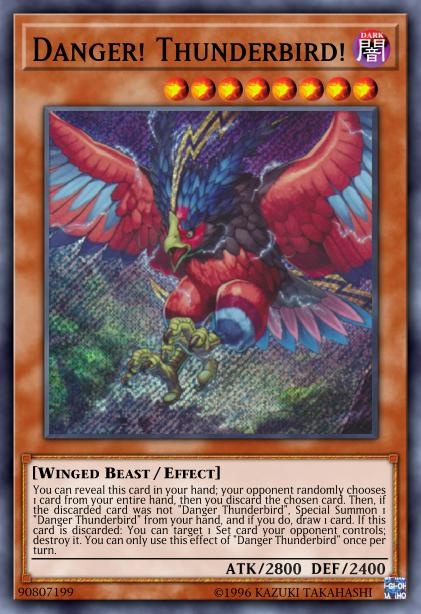 DANGER! THUNDERBIRD!
DARK
闇
[WINGED BEAST / EFFECT]
You can reveal this card in your hand; your opponent randomly chooses
1 card from your entire hand, then you discard the chosen card. Then, if
the discarded card was not "Danger Thunderbird", Special Summon 1
"Danger Thunderbird" from your hand, and if you do, draw 1 card. If this
card is discarded: You can target 1 Set card your opponent controls;
destroy it. You can only use this effect of "Danger Thunderbird" once per
turn.
ATK/2800 DEF/2400
90807199
©1996 KAZUKI TAKAHASHI